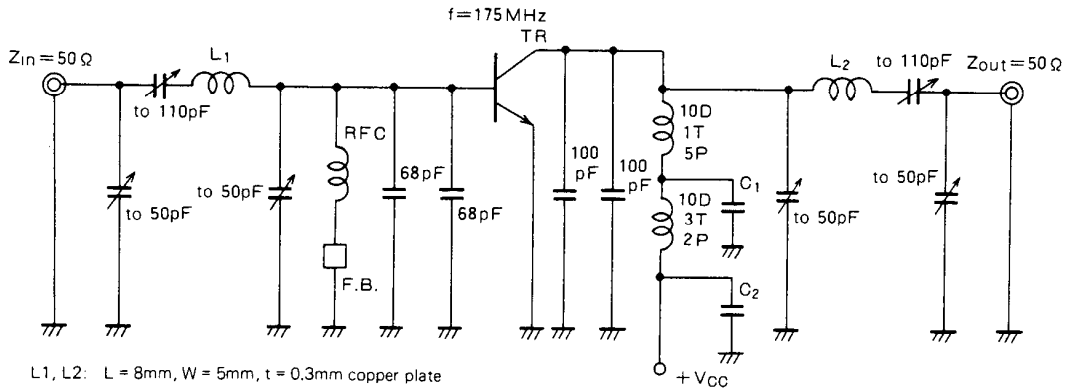 f=175MHz
TR
ZIn=50Ω
L1
to 110pF
to 50pF
to 50pF
RFC
F.B.
68pF
68pF
100
pF
100
pF
10D
1T
5P
C1
10D
3T
2P
C2
+VCC
to 50pF
L2
to 110pF
Zout=50Ω
to 50pF
L1, L2: L = 8mm, W = 5mm, t = 0.3mm copper plate